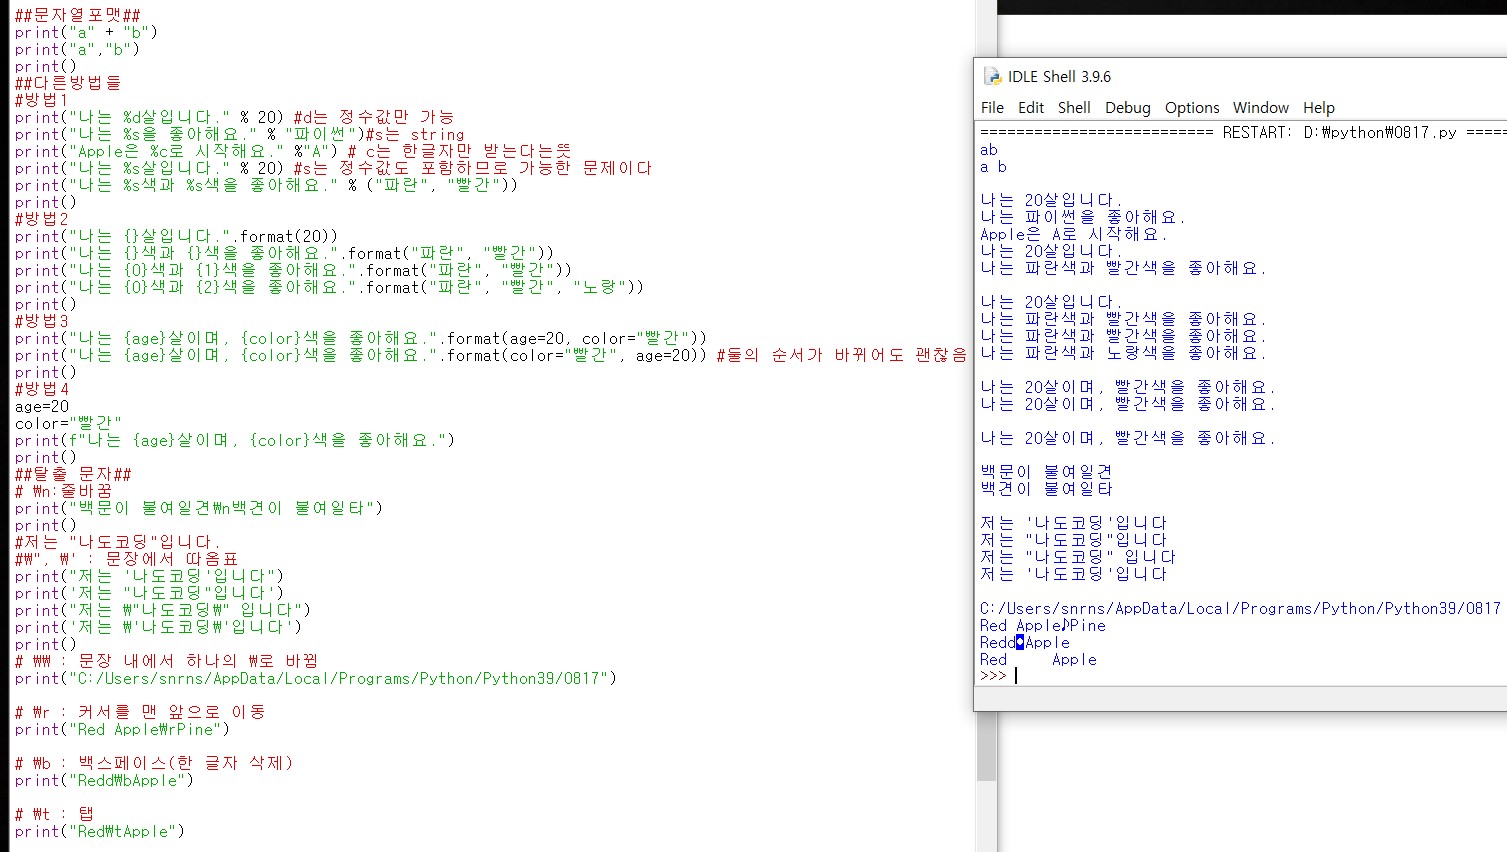 ##문자열포맷##
print("a" + "b")
print("a","b")
print()
##다른방법들
#방법1
print("나는 %d살입니다." % 20) #d는 정수값만 가능
print("나는 %s을 좋아해요." % "파이썬")#s는 string
print("Apple은 %c로 시작해요." %"A") # c는 한글자만 받는다는뜻
print("나는 %s살입니다." % 20) #s는 정수값도 포함하므로 가능한 문제이다
print("나는 %s색과 %s색을 좋아해요." % ("파란", "빨간"))
print()
#방법2
print("나는 {}살입니다.".format(20))
print("나는 {}색과 {}색을 좋아해요.".format("파란", "빨간"))
print("나는 {0}색과 {1}색을 좋아해요.".format("파란", "빨간"))
print("나는 {0}색과 {2}색을 좋아해요.".format("파란", "빨간", "노랑"))
print()
#방법3
print("나는 {age}살이며, {color}색을 좋아해요.".format(age=20, color="빨간"))
print("나는 {age}살이며, {color}색을 좋아해요.".format(color="빨간", age=20)) #둘의 순서가 바뀌어도 괜찮음
print()
#방법4
age=20
color="빨간"
print(f"나는 {age}살이며, {color}색을 좋아해요.")
print()
##탈출 문자##
# ₩n:줄바꿈
print("백문이 불여일견₩n백견이 불여일타")
print()
#저는 "나도코딩"입니다.
#₩", ₩' : 문장에서 따옴표
print("저는 '나도코딩'입니다")
print('저는 "나도코딩"입니다')
print("저는 ₩"나도코딩₩" 입니다")
print('저는 ₩'나도코딩₩'입니다')
print()
# ₩₩ : 문장 내에서 하나의 ₩로 바뀜
print("C:/Users/snrns/AppData/Local/Programs/Python/Python39/0817")
# ₩r : 커서를 맨 앞으로 이동
print("Red Apple₩rPine")
# ₩b : 백스페이스(한 글자 삭제)
print("Redd₩bApple")
# ₩t : 탭
print("Red₩tApple")
IDLE Shell 3.9.6
File Edit Shell Debug Options Window Help
========================== RESTART: D:₩python₩0817.py =====
ab
a b
나는 20살입니다.
나는 파이썬을 좋아해요.
Apple은 A로 시작해요.
나는 20살입니다.
나는 파란색과 빨간색을 좋아해요.
나는 20살입니다.
나는 파란색과 빨간색을 좋아해요.
나는 파란색과 빨간색을 좋아해요.
나는 파란색과 노랑색을 좋아해요.
나는 20살이며, 빨간색을 좋아해요.
나는 20살이며, 빨간색을 좋아해요.
나는 20살이며, 빨간색을 좋아해요.
백문이 불여일견
백견이 불여일타
저는 '나도코딩'입니다
저는 "나도코딩"입니다
저는 "나도코딩" 입니다
저는 '나도코딩'입니다
C:/Users/snrns/AppData/Local/Programs/Python/Python39/0817
Red Apple♪Pine
Redd◘Apple
Red	Apple
>>>